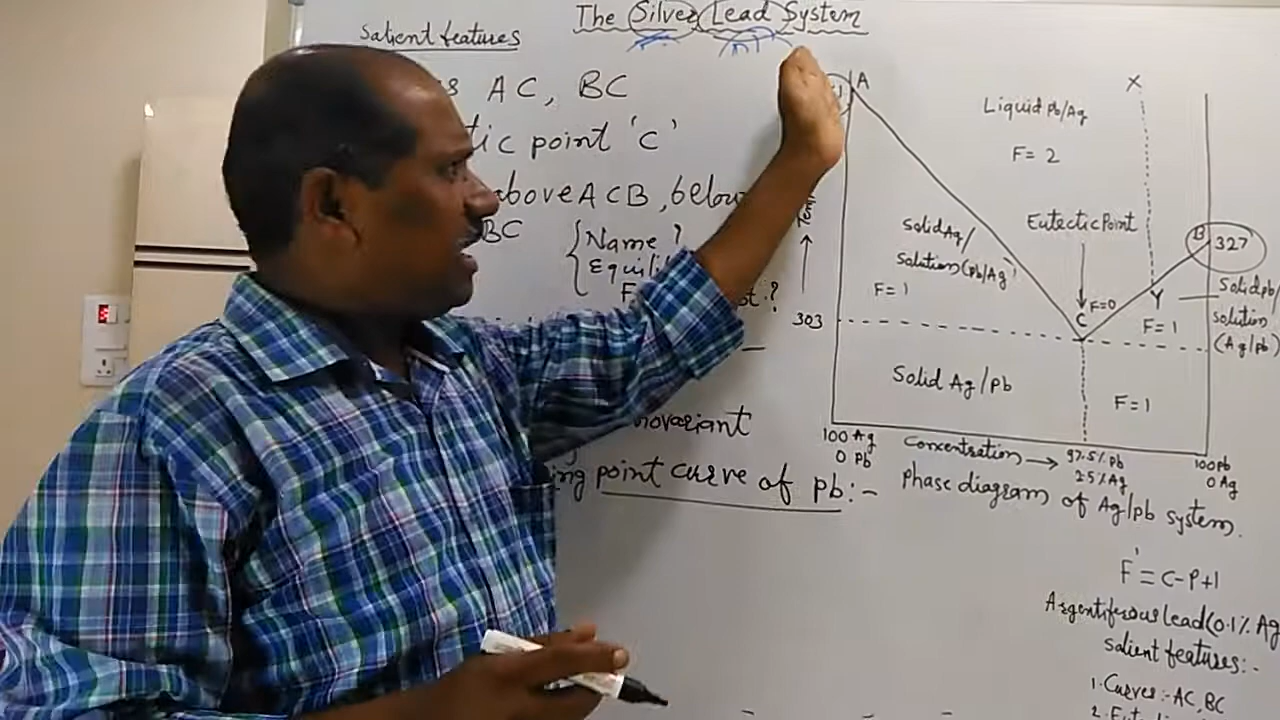 The Silver Lead System
Salient features
AC, BC
point 'C'
above ACB, below
BC
Name ?
Equili
F
?
point curve of pb:-
A
X
Liquid Pb/Ag
F= 2
Eutectic Point
Solid Ag/
Solution(Pb/Ag)
F= 1
B
327
F=0
C
Y
F=1
Solid pb/
Solution
(Ag/pb)
303
Solid Ag/Pb
F=1
100 Ag
0 Pb
Concentration →
97.5% Pb
2.5% Ag
100 Pb
0 Ag
Phase diagram of Ag/pb system.
F' = C-P+1
Argentiferous lead(0.1% Ag
Salient features:-
1. Curves:- AC, BC
2.